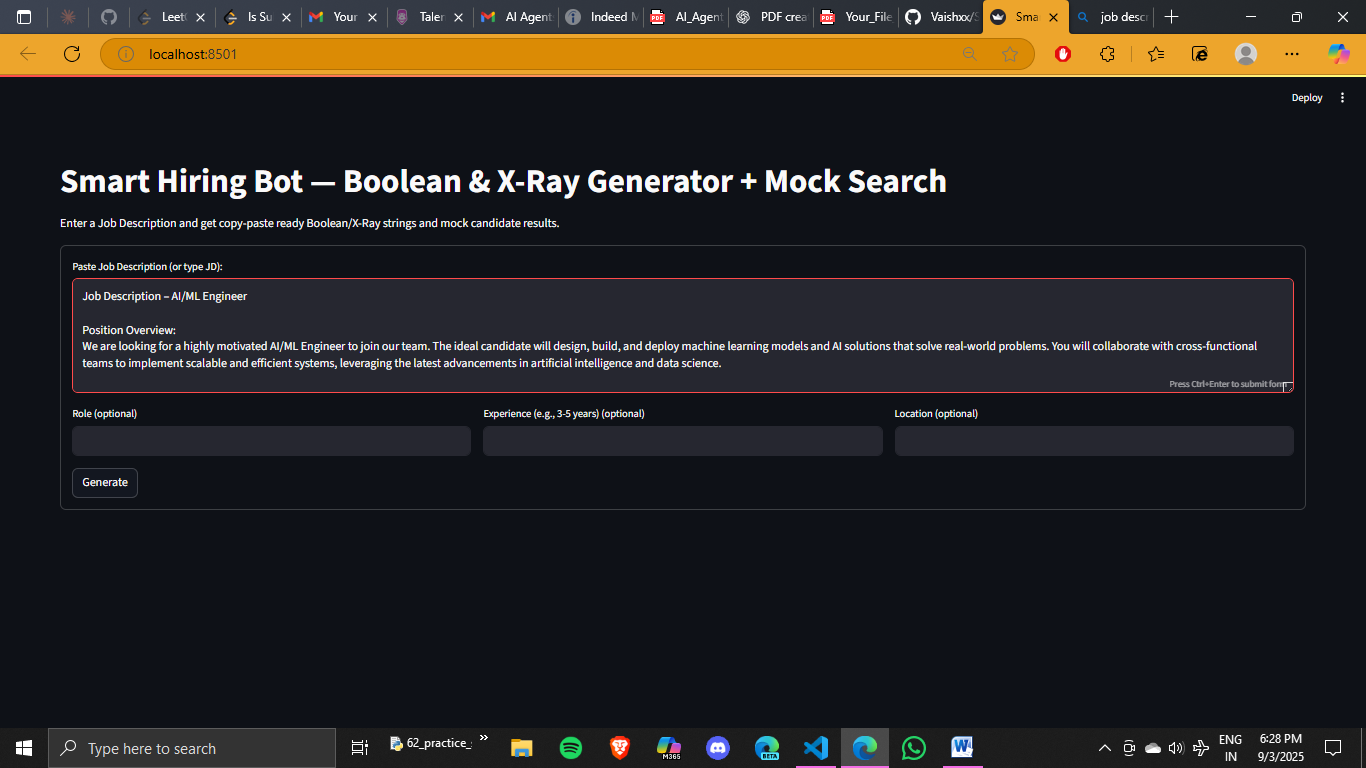 Leet
Is Su
Your
Taler
AI Agent
Indeed M
AI_Agent
PDF crea
Your_File
Vaishxx/S
Sma
job descr
localhost:8501
Deploy
Smart Hiring Bot — Boolean & X-Ray Generator + Mock Search
Enter a Job Description and get copy-paste ready Boolean/X-Ray strings and mock candidate results.
Paste Job Description (or type JD):
Job Description – AI/ML Engineer
Position Overview:
We are looking for a highly motivated AI/ML Engineer to join our team. The ideal candidate will design, build, and deploy machine learning models and AI solutions that solve real-world problems. You will collaborate with cross-functional
teams to implement scalable and efficient systems, leveraging the latest advancements in artificial intelligence and data science.
Press Ctrl+Enter to submit form
Role (optional)
Experience (e.g., 3-5 years) (optional)
Location (optional)
Generate
Type here to search
62_practice_
M365
BETA
ENG
IN
6:28 PM
9/3/2025